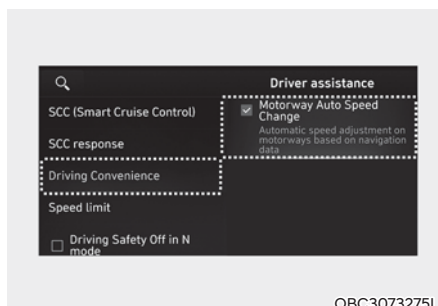 Driver assistance
SCC (Smart Cruise Control)
SCC response
Driving Convenience
Speed limit
Driving Safety Off in N
mode
Motorway Auto Speed
Change
Automatic speed adjustment on
motorways based on navigation
data
OBC3073275L